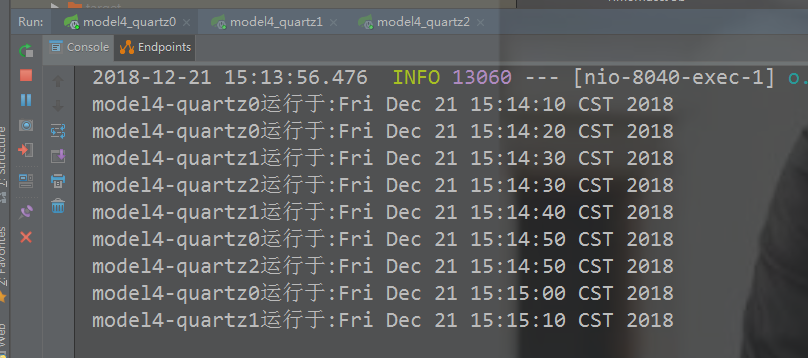 Run: model4_quartz0 model4_quartz1 model4_quartz2
Console Endpoints
2018-12-21 15:13:56.476 INFO 13060 --- [nio-8040-exec-1] o.
model4-quartz0运行于:Fri Dec 21 15:14:10 CST 2018
model4-quartz0运行于:Fri Dec 21 15:14:20 CST 2018
model4-quartz1运行于:Fri Dec 21 15:14:30 CST 2018
model4-quartz2运行于:Fri Dec 21 15:14:30 CST 2018
model4-quartz1运行于:Fri Dec 21 15:14:40 CST 2018
model4-quartz0运行于:Fri Dec 21 15:14:50 CST 2018
model4-quartz2运行于:Fri Dec 21 15:14:50 CST 2018
model4-quartz0运行于:Fri Dec 21 15:15:00 CST 2018
model4-quartz1运行于:Fri Dec 21 15:15:10 CST 2018
Z: Structure
2: Favorites
Web